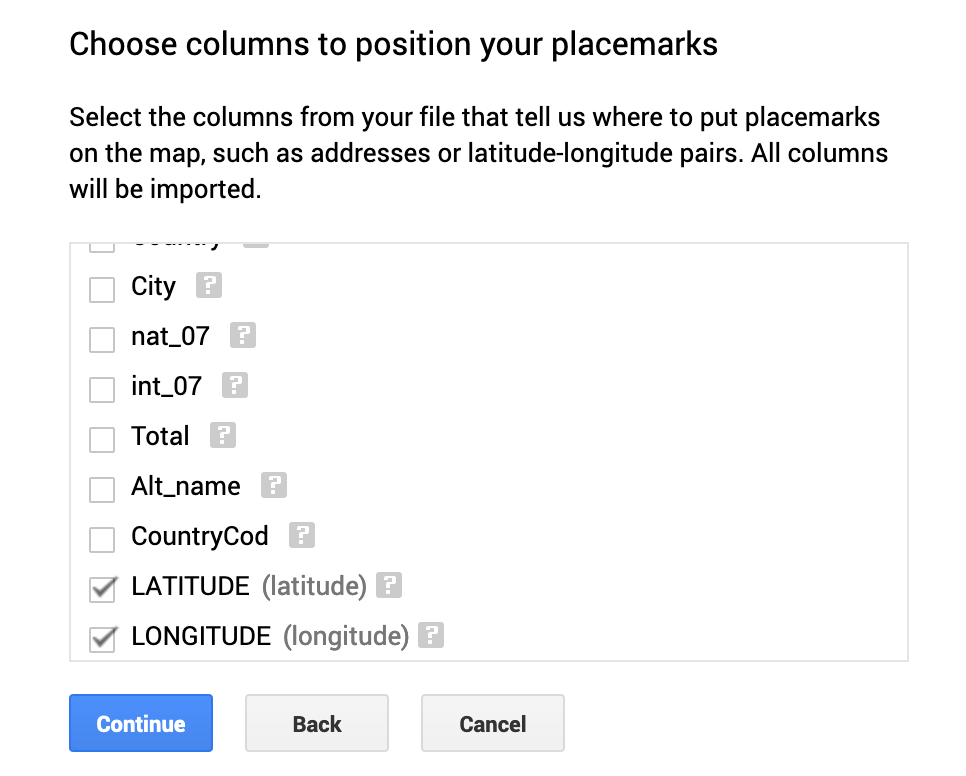 Choose columns to position your placemarks
Select the columns from your file that tell us where to put placemarks
on the map, such as addresses or latitude-longitude pairs. All columns
will be imported.
Country
City ?
nat_07 ?
int_07 ?
Total ?
Alt_name ?
CountryCod ?
LATITUDE (latitude) ?
LONGITUDE (longitude) ?
Continue Back Cancel